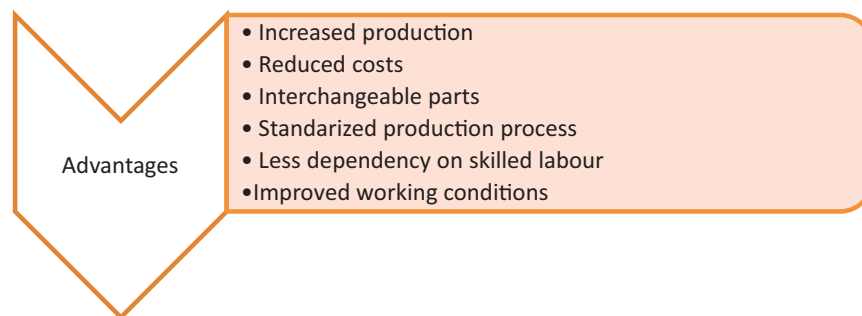 Advantages
• Increased production
• Reduced costs
• Interchangeable parts
• Standarized production process
• Less dependency on skilled labour
•Improved working conditions